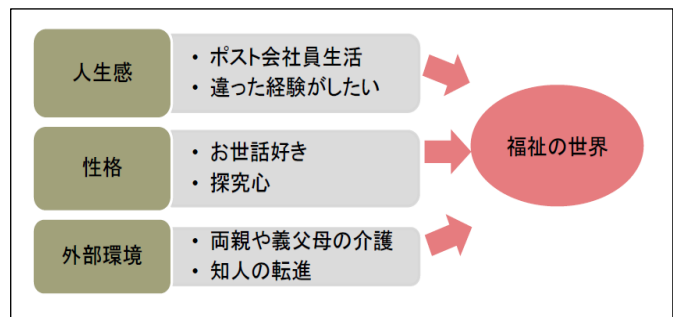 人生感
・ポスト会社員生活
・違った経験がしたい
性格
・お世話好き
・探究心
外部環境
・両親や義父母の介護
・知人の転進
福祉の世界